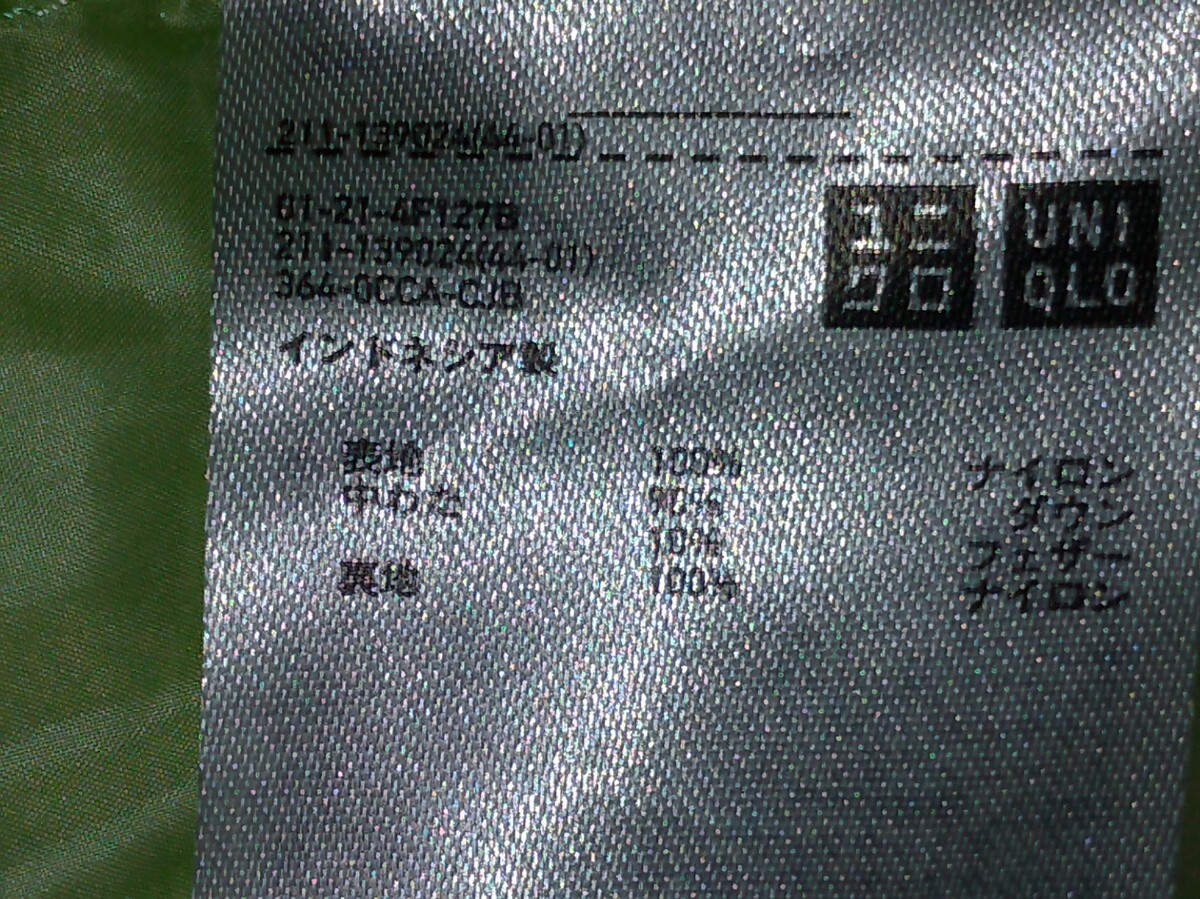 211-139024(44-01)
01-21-4F127B
211-139024(44-01)
364-0CCA-CJB
インドネシア製
ユニ
クロ
UNI
QLO
表地 100% ナイロン
中わた 90% ダウン
10% フェザー
裏地 100% ナイロン